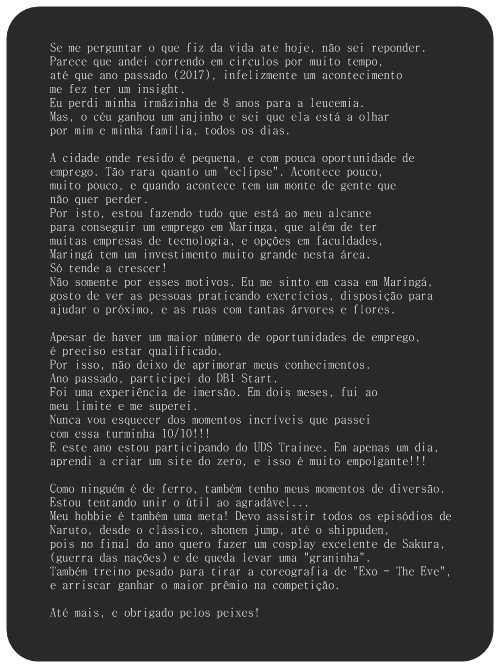 Se me perguntar o que fiz da vida ate hoje, não sei reponder.
Parece que andei correndo em circulos por muito tempo,
até que ano passado (2017), infelizmente um acontecimento
me fez ter um insight.
Eu perdi minha irmãzinha de 8 anos para a leucemia.
Mas, o céu ganhou um anjinho e sei que ela está a olhar
por mim e minha família, todos os dias.
A cidade onde resido é pequena, e com pouca oportunidade de
emprego. Tão rara quanto um "eclipse". Acontece pouco,
muito pouco, e quando acontece tem um monte de gente que
não quer perder.
Por isto, estou fazendo tudo que está ao meu alcance
para conseguir um emprego em Maringa, que além de ter
muitas empresas de tecnologia, e opções em faculdades,
Maringá tem um investimento muito grande nesta área.
Só tende a crescer!
Não somente por esses motivos. Eu me sinto em casa em Maringá,
gosto de ver as pessoas praticando exercícios, disposição para
ajudar o próximo, e as ruas com tantas árvores e flores.
Apesar de haver um maior número de oportunidades de emprego,
é preciso estar qualificado.
Por isso, não deixo de aprimorar meus conhecimentos.
Ano passado, participei do DB1 Start.
Foi uma experiência de imersão. Em dois meses, fui ao
meu limite e me superei.
Nunca vou esquecer dos momentos incríveis que passei
com essa turminha 10/10!!!
E este ano estou participando do UDS Trainee. Em apenas um dia,
aprendi a criar um site do zero, e isso é muito empolgante!!!
Como ninguém é de ferro, também tenho meus momentos de diversão.
Estou tentando unir o útil ao agradável...
Meu hobbie é também uma meta! Devo assistir todos os episódios de
Naruto, desde o clássico, shonen jump, até o shippuden,
pois no final do ano quero fazer um cosplay excelente de Sakura,
(guerra das nações) e de queda levar uma "graninha".
Também treino pesado para tirar a coreografia de "Exo - The Eve",
e arriscar ganhar o maior prêmio na competição.
Até mais, e obrigado pelos peixes!